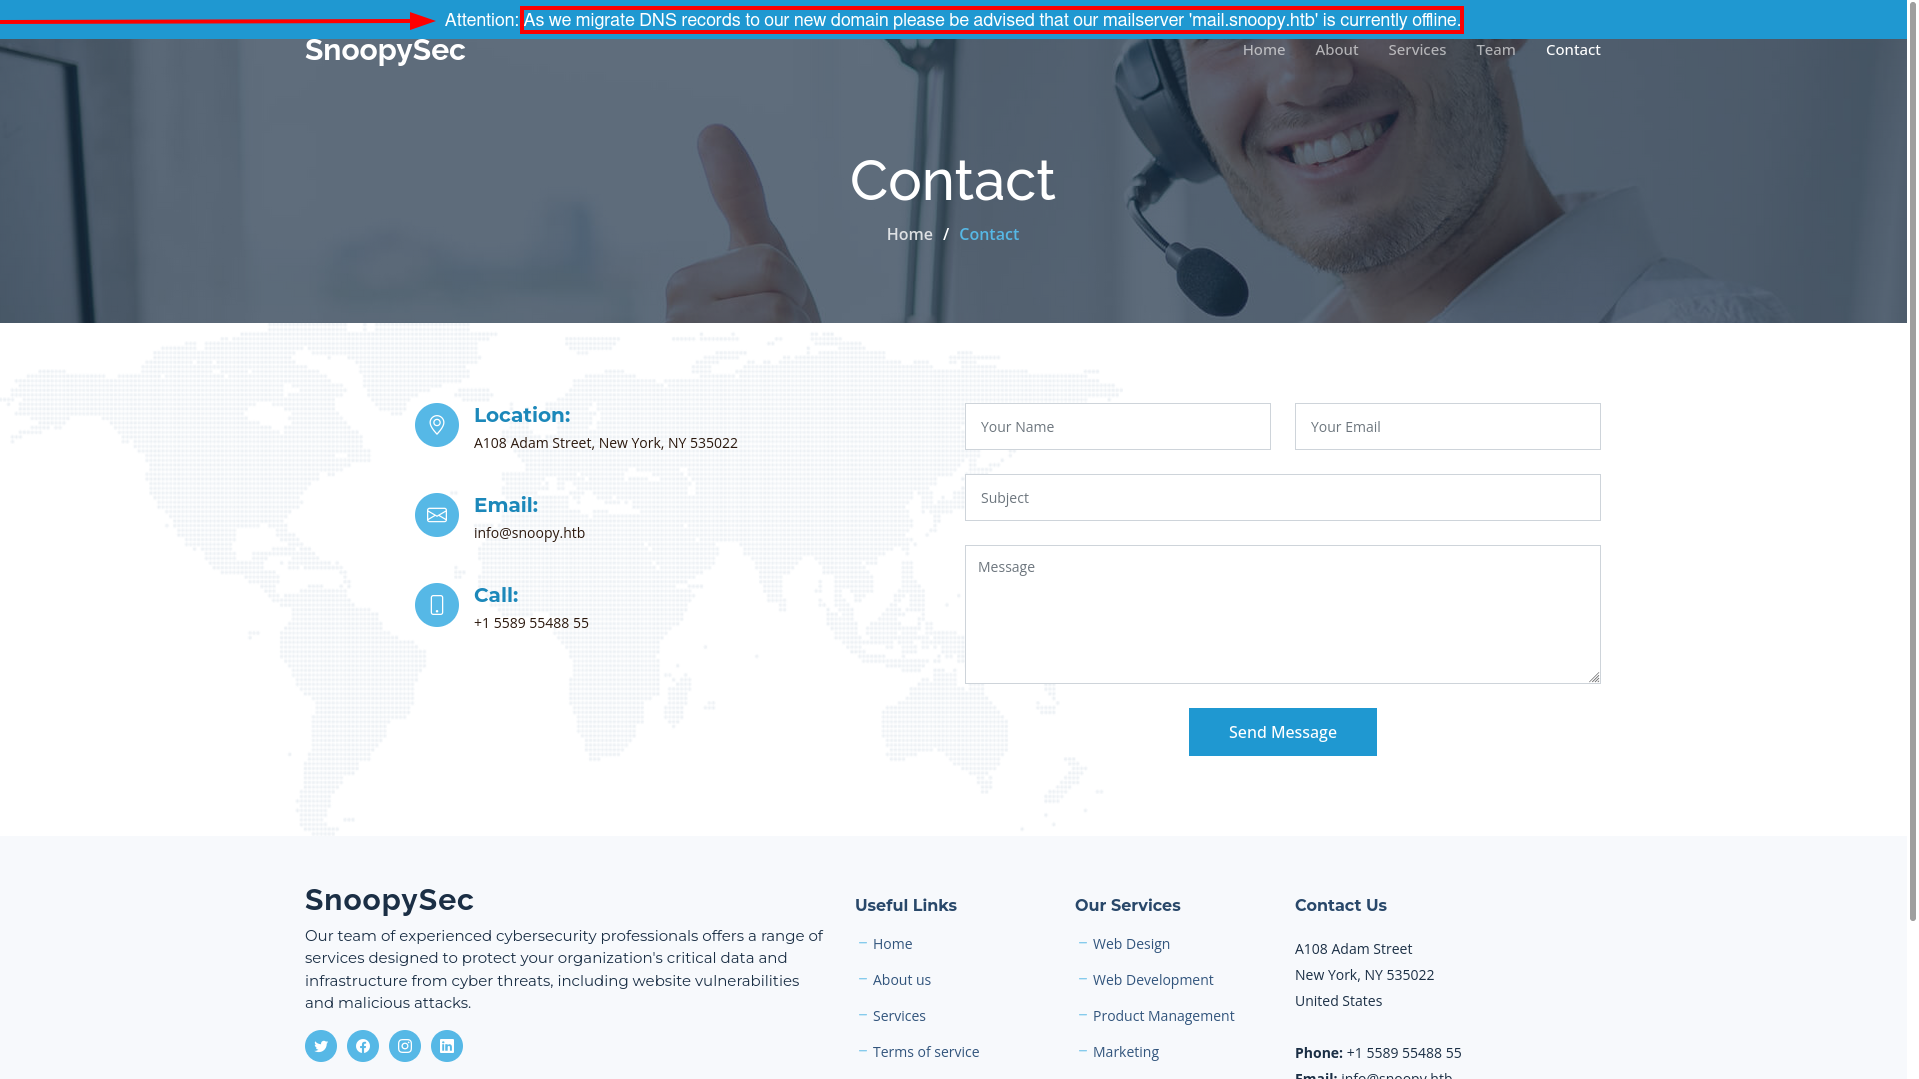 Attention: As we migrate DNS records to our new domain please be advised that our mailserver 'mail.snoopy.htb' is currently offline.
SnoopySec
Home About Services Team Contact
Contact
Home / Contact
Location:
A108 Adam Street, New York, NY 535022
Email:
info@snoopy.htb
Call:
+1 5589 55488 55
Your Name
Your Email
Subject
Message
Send Message
SnoopySec
Our team of experienced cybersecurity professionals offers a range of
services designed to protect your organization's critical data and
infrastructure from cyber threats, including website vulnerabilities
and malicious attacks.
Useful Links
Home
About us
Services
Terms of service
Our Services
Web Design
Web Development
Product Management
Marketing
Contact Us
A108 Adam Street
New York, NY 535022
United States
Phone: +1 5589 55488 55
Email: info@snoopy.htb